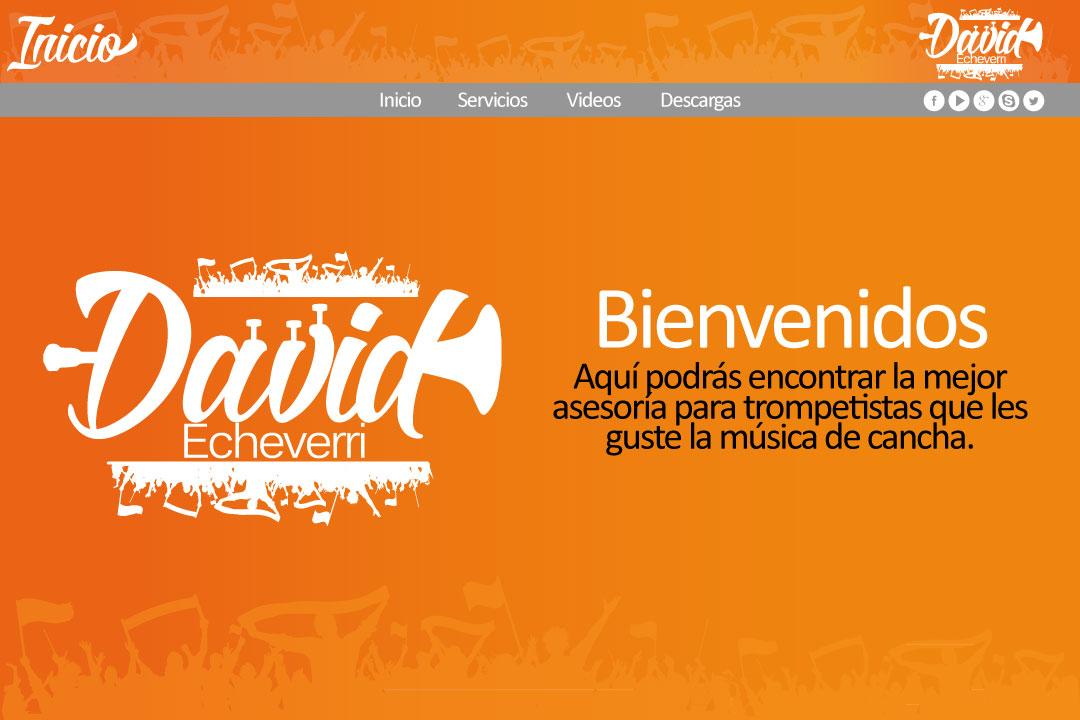 Inicio
David
Echeverri
Inicio Servicios Videos Descargas
David
Echeverri
Bienvenidos
Aquí podrás encontrar la mejor
asesoría para trompetistas que les
guste la música de cancha.